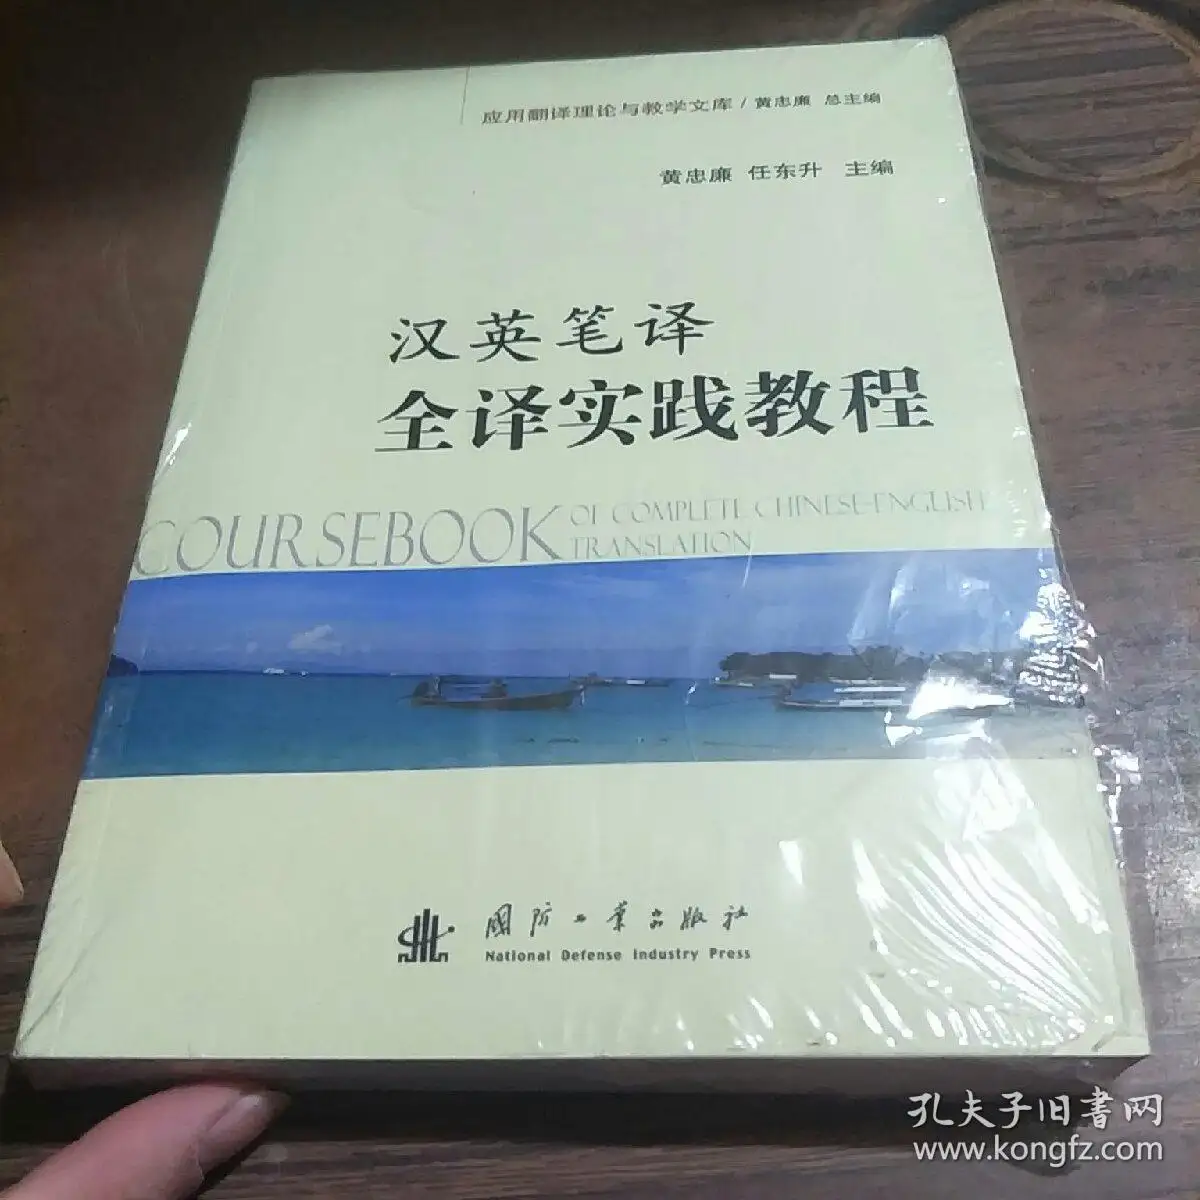 应用翻译理论与教学文库 / 黄忠廉 总主编
黄忠廉 任东升 主编
汉英笔译
全译实践教程
COURSEBOOK OF COMPLETE CHINESE-ENGLISH
TRANSLATION
國防工業出版社
National Defense Industry Press
孔夫子旧書网
www.kongfz.com